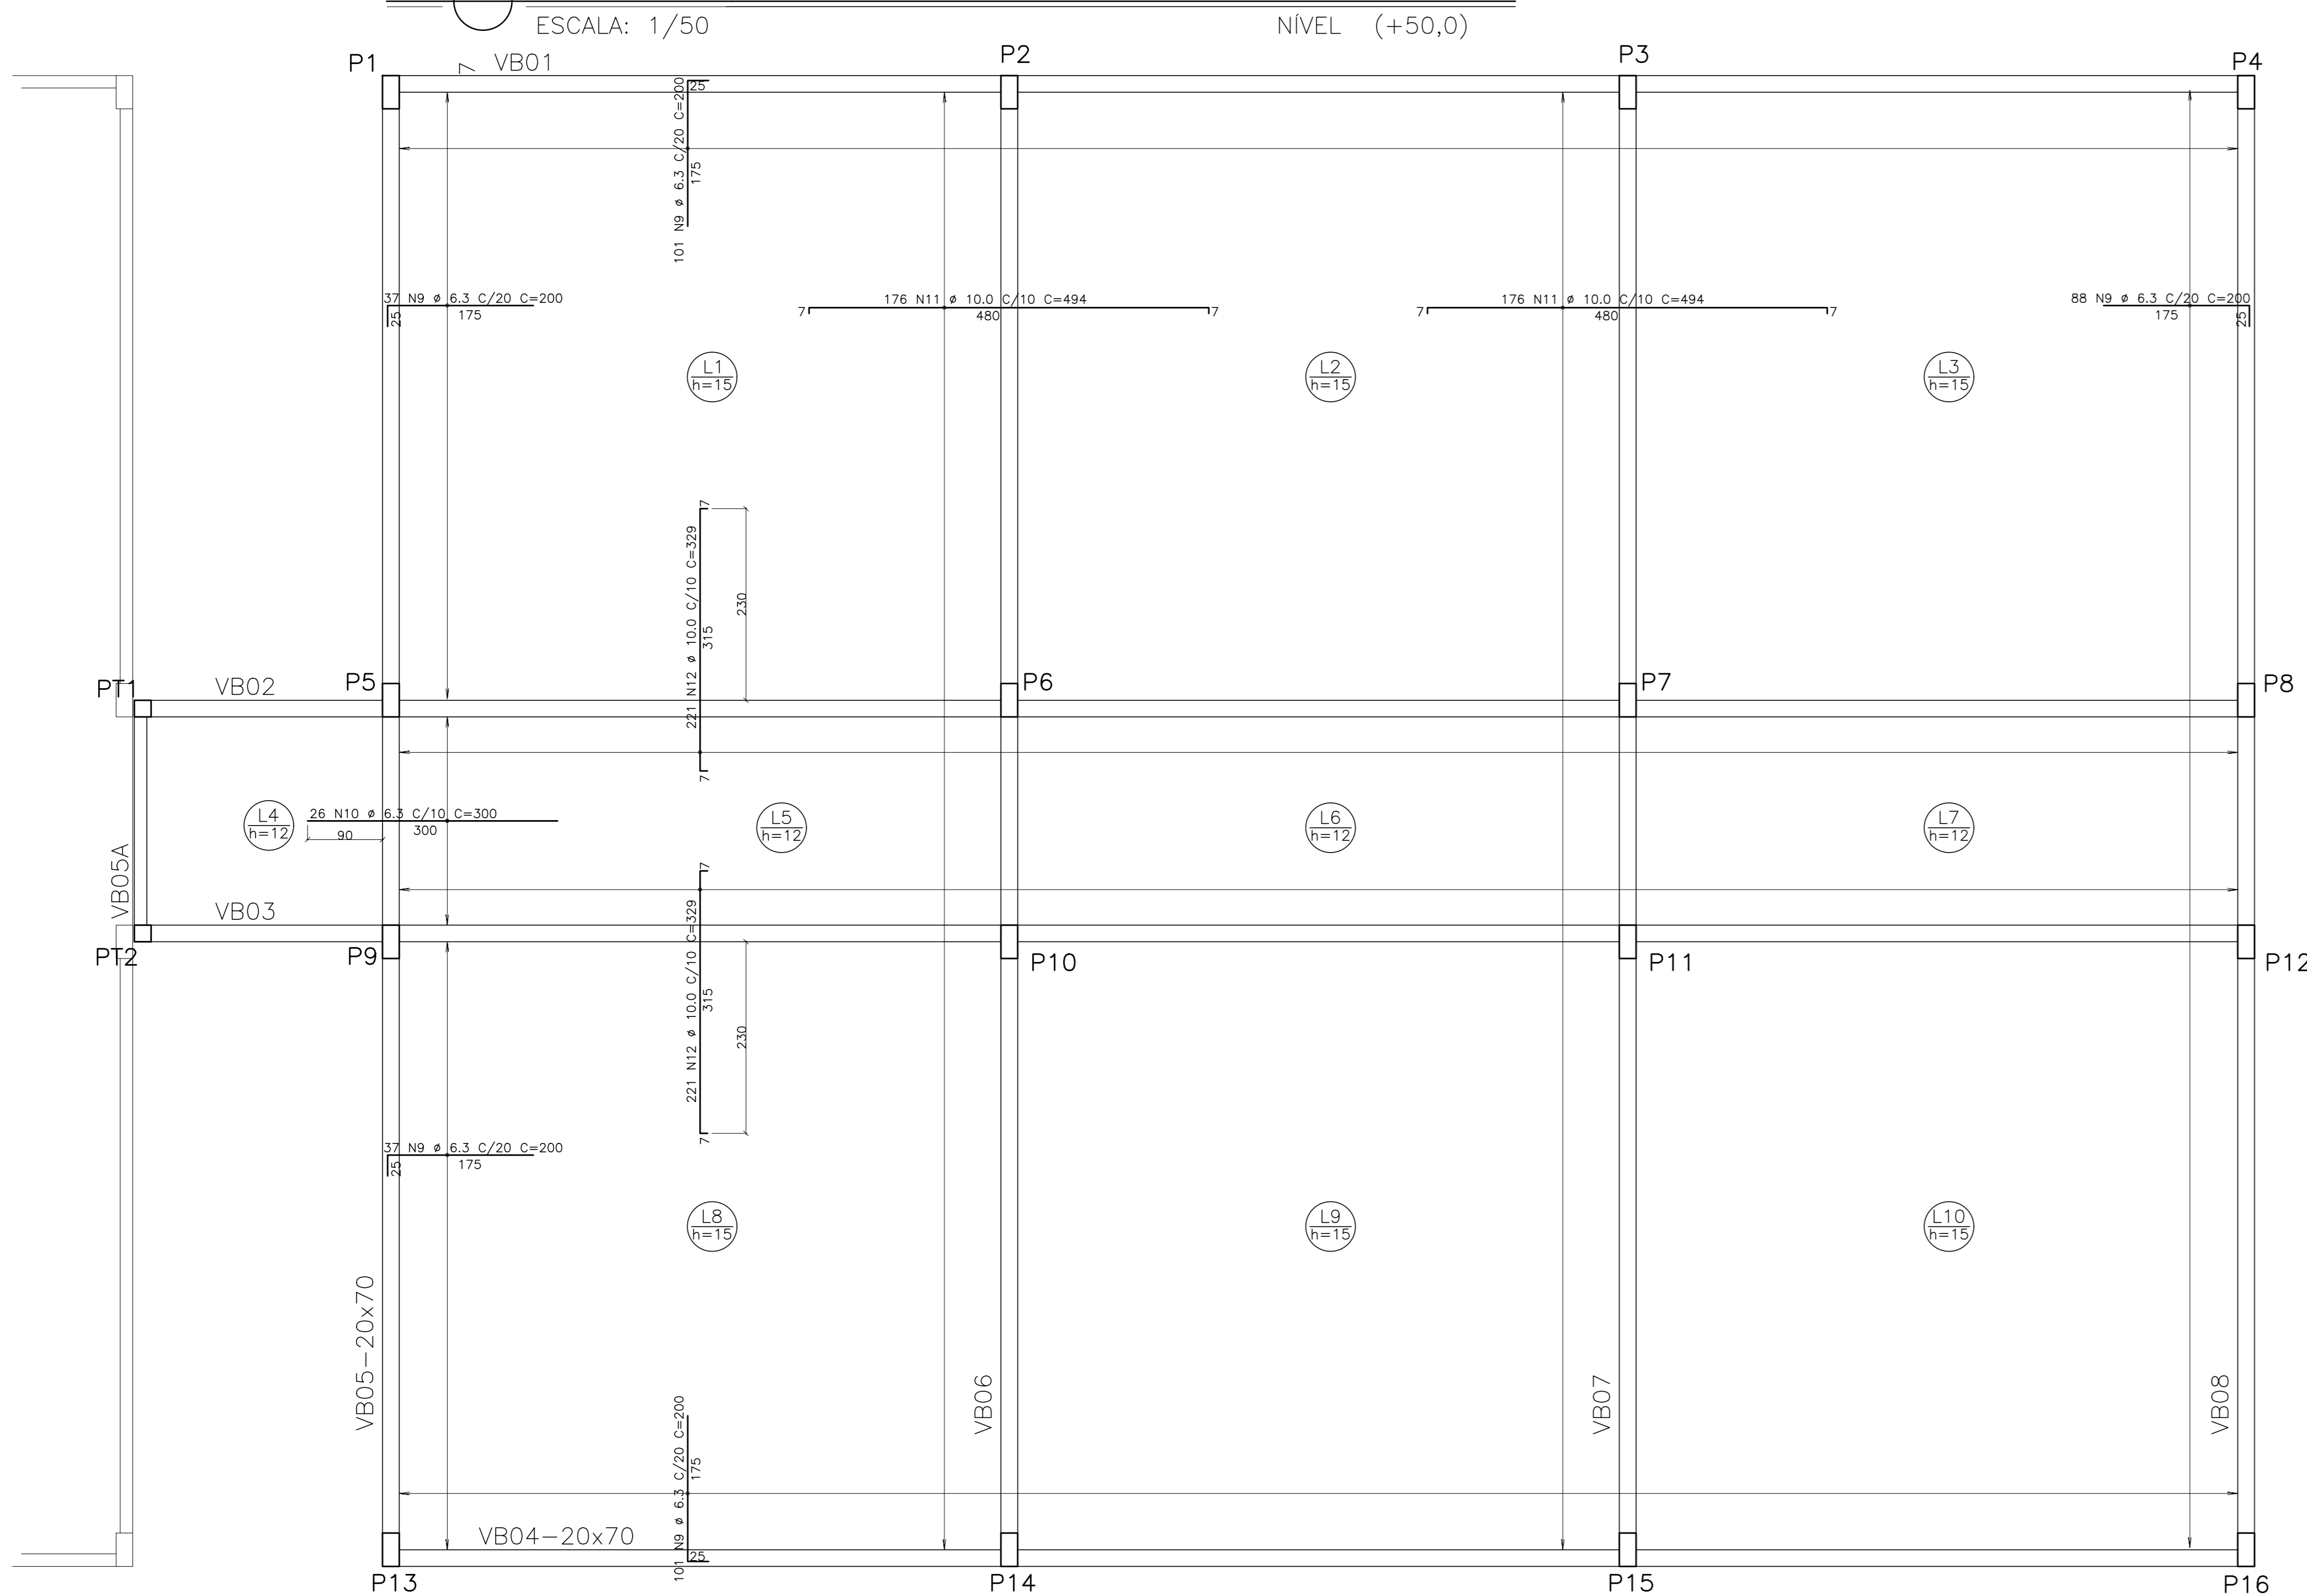 ESCALA: 1/50
NÍVEL (+50,0)
P1
7
VB01
P2
P3
P4
25
101 N9 ø 6.3 C/20 C=200
175
37 N9 ø 6.3 C/20 C=200
175
25
176 N11 ø 10.0 C/10 C=494
7
480
7
176 N11 ø 10.0 C/10 C=494
7
480
7
88 N9 ø 6.3 C/20 C=200
175
25
L1
h=15
L2
h=15
L3
h=15
7
221 N12 ø 10.0 C/10 C=329
315
230
7
PT1
VB02
P5
P6
P7
P8
L4
h=12
26 N10 ø 6.3 C/10 C=300
90
300
L5
h=12
L6
h=12
L7
h=12
VB05A
VB03
PT2
P9
P10
P11
P12
7
221 N12 ø 10.0 C/10 C=329
315
230
7
37 N9 ø 6.3 C/20 C=200
175
25
L8
h=15
L9
h=15
L10
h=15
VB05-20x70
VB06
VB07
VB08
101 N9 ø 6.3 C/20 C=200
175
25
VB04-20x70
P13
P14
P15
P16